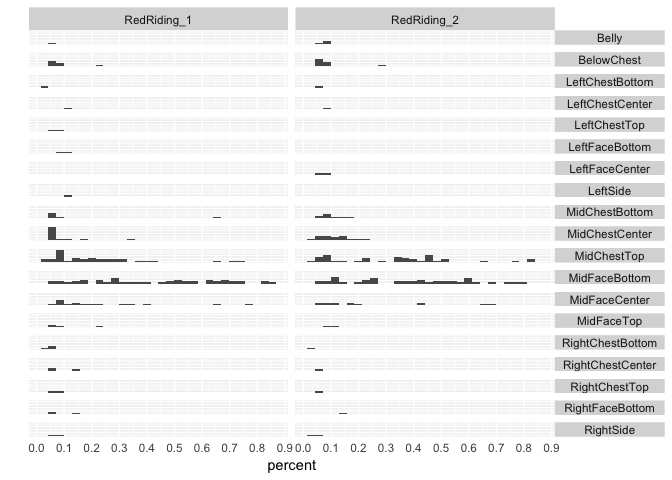 RedRiding_1 RedRiding_2
Belly
BelowChest
LeftChestBottom
LeftChestCenter
LeftChestTop
LeftFaceBottom
LeftFaceCenter
LeftSide
MidChestBottom
MidChestCenter
MidChestTop
MidFaceBottom
MidFaceCenter
MidFaceTop
RightChestBottom
RightChestCenter
RightChestTop
RightFaceBottom
RightSide
0.0 0.1 0.2 0.3 0.4 0.5 0.6 0.7 0.8 0.9 0.0 0.1 0.2 0.3 0.4 0.5 0.6 0.7 0.8 0.9
percent